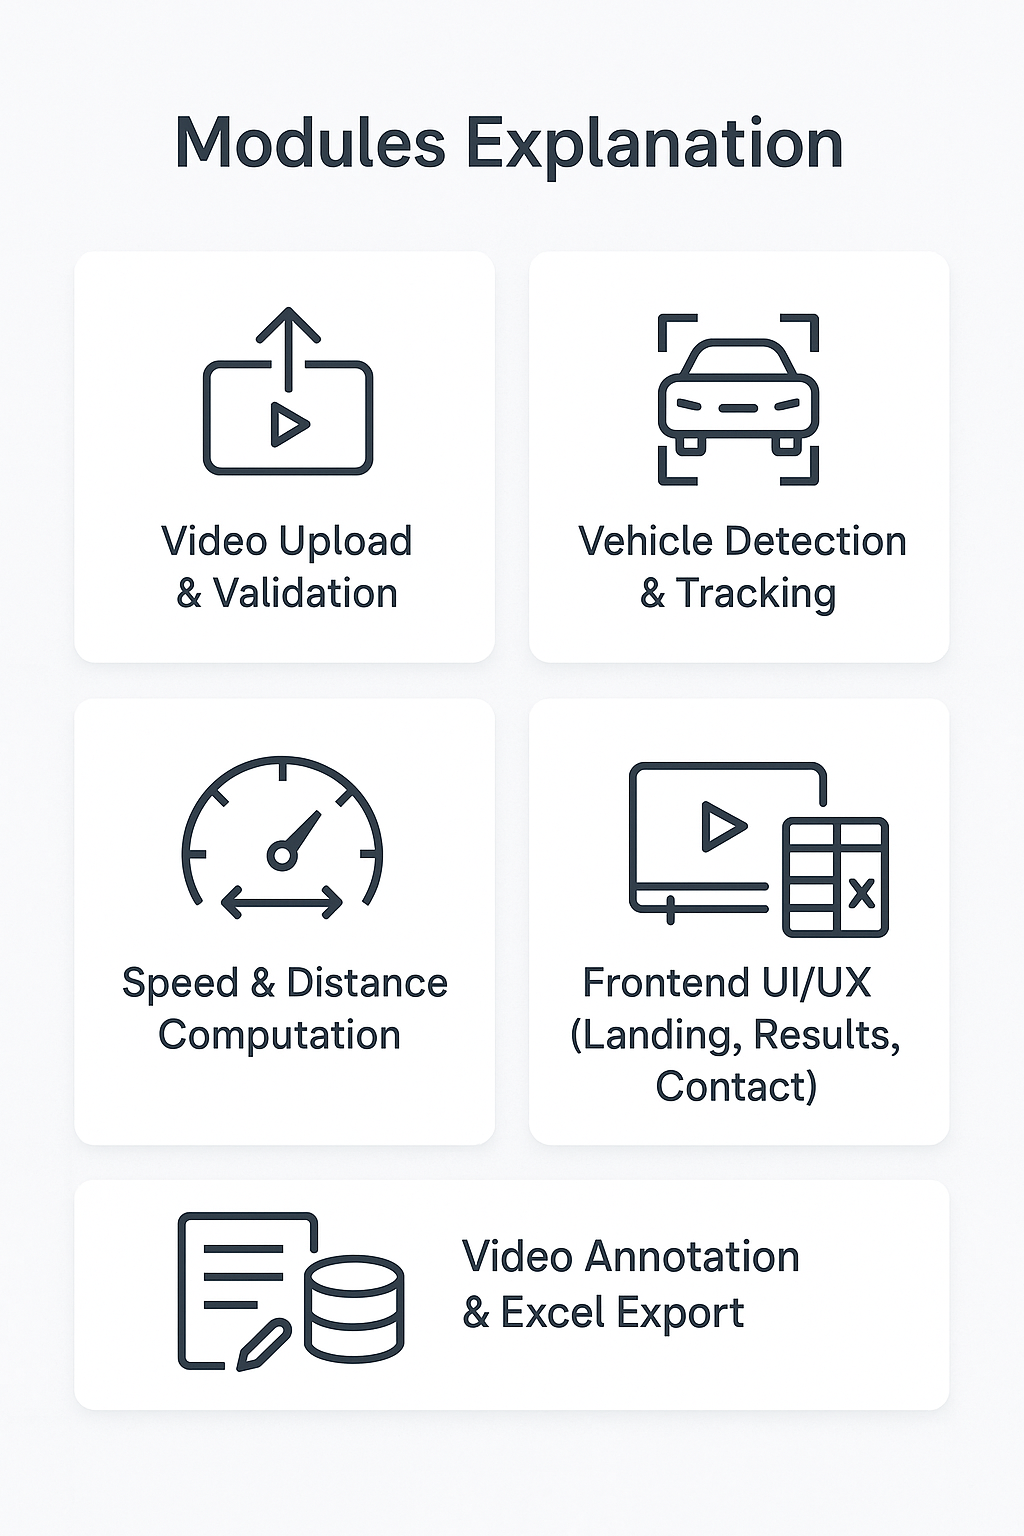 Modules Explanation
Video Upload
& Validation
Vehicle Detection
& Tracking
Speed & Distance
Computation
Frontend UI/UX
(Landing, Results,
Contact)
Video Annotation
& Excel Export